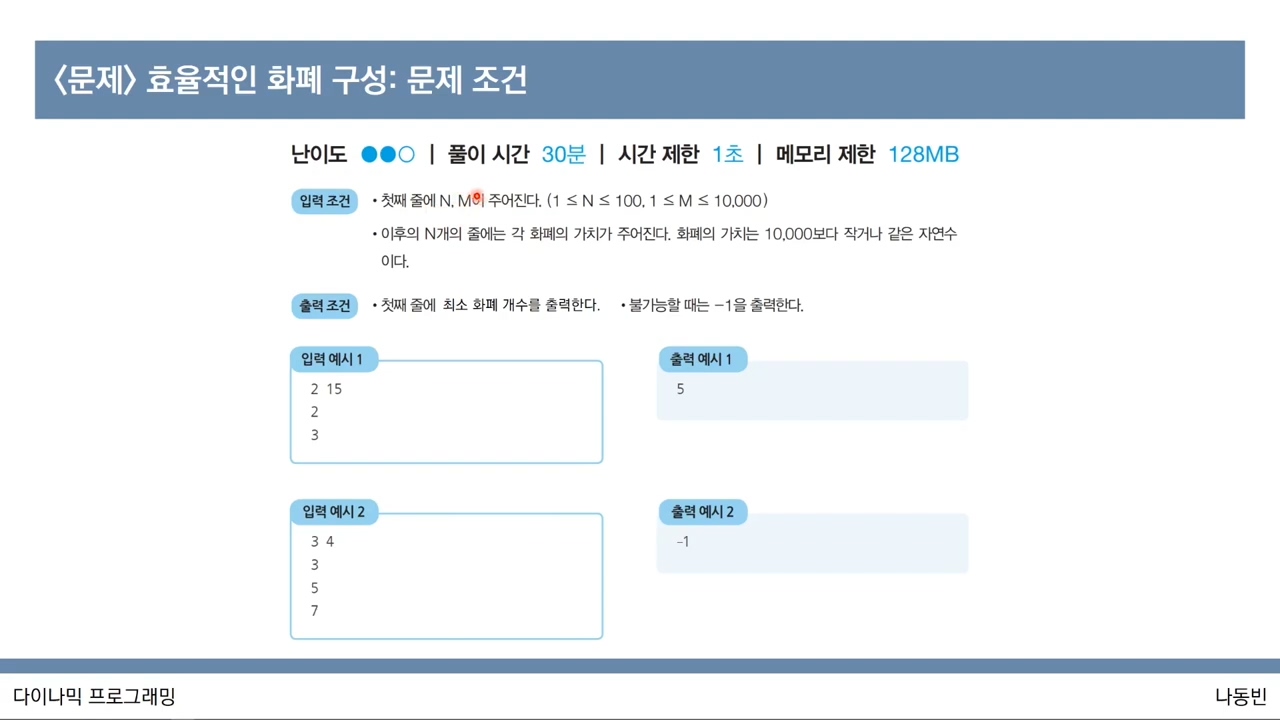 <문제> 효율적인 화폐 구성: 문제 조건
난이도 ●●○ | 풀이 시간 30분 | 시간 제한 1초 | 메모리 제한 128MB
입력 조건 • 첫째 줄에 N, M이 주어진다. (1 ≤ N ≤ 100, 1 ≤ M ≤ 10,000)
• 이후의 N개의 줄에는 각 화폐의 가치가 주어진다. 화폐의 가치는 10,000보다 작거나 같은 자연수
이다.
출력 조건 • 첫째 줄에 최소 화폐 개수를 출력한다. • 불가능할 때는 -1을 출력한다.
입력 예시 1
2 15
2
3
출력 예시 1
5
입력 예시 2
3 4
3
5
7
출력 예시 2
-1
다이나믹 프로그래밍
나동빈